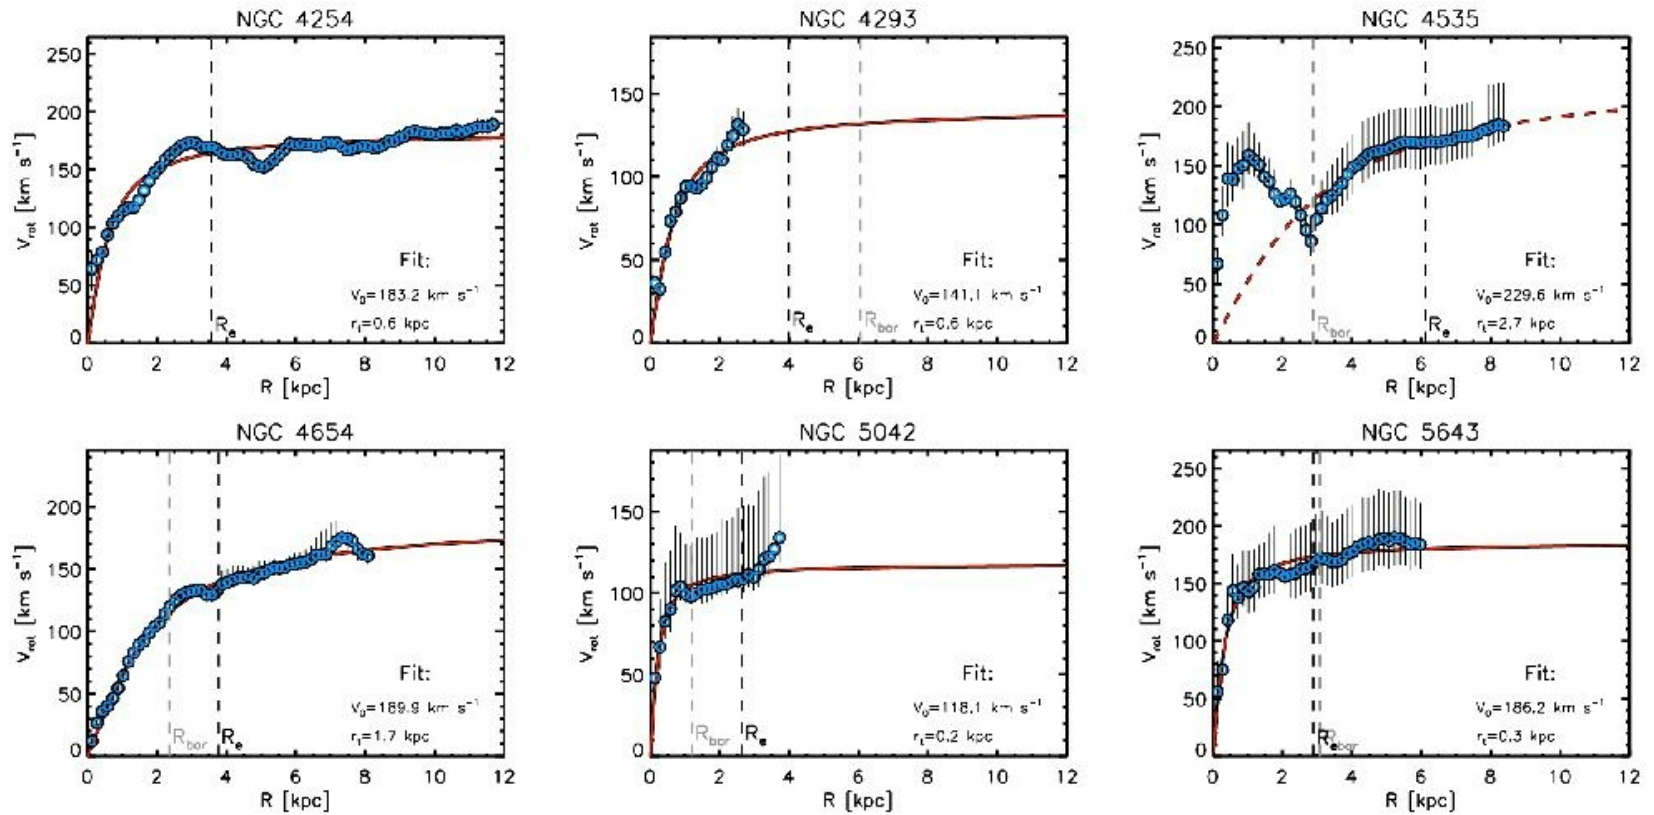 NGC 4254
250
200
150
100
50
0
V_rot [km s⁻¹]
Fit:
V₀=183.2 km s⁻¹
r_t=0.6 kpc
R_e
0 2 4 6 8 10 12
R [kpc]
NGC 4293
150
100
50
0
V_rot [km s⁻¹]
Fit:
V₀=141.1 km s⁻¹
r_t=0.6 kpc
R_e
R_bar
0 2 4 6 8 10 12
R [kpc]
NGC 4535
250
200
150
100
50
0
V_rot [km s⁻¹]
Fit:
V₀=229.6 km s⁻¹
r_t=2.7 kpc
R_bar
R_e
0 2 4 6 8 10 12
R [kpc]
NGC 4654
200
150
100
50
0
V_rot [km s⁻¹]
Fit:
V₀=189.9 km s⁻¹
r_t=1.7 kpc
R_bar
R_e
0 2 4 6 8 10 12
R [kpc]
NGC 5042
150
100
50
0
V_rot [km s⁻¹]
Fit:
V₀=118.1 km s⁻¹
r_t=0.2 kpc
R_bar
R_e
0 2 4 6 8 10 12
R [kpc]
NGC 5643
250
200
150
100
50
0
V_rot [km s⁻¹]
Fit:
V₀=186.2 km s⁻¹
r_t=0.3 kpc
R_e
R_bar
0 2 4 6 8 10 12
R [kpc]